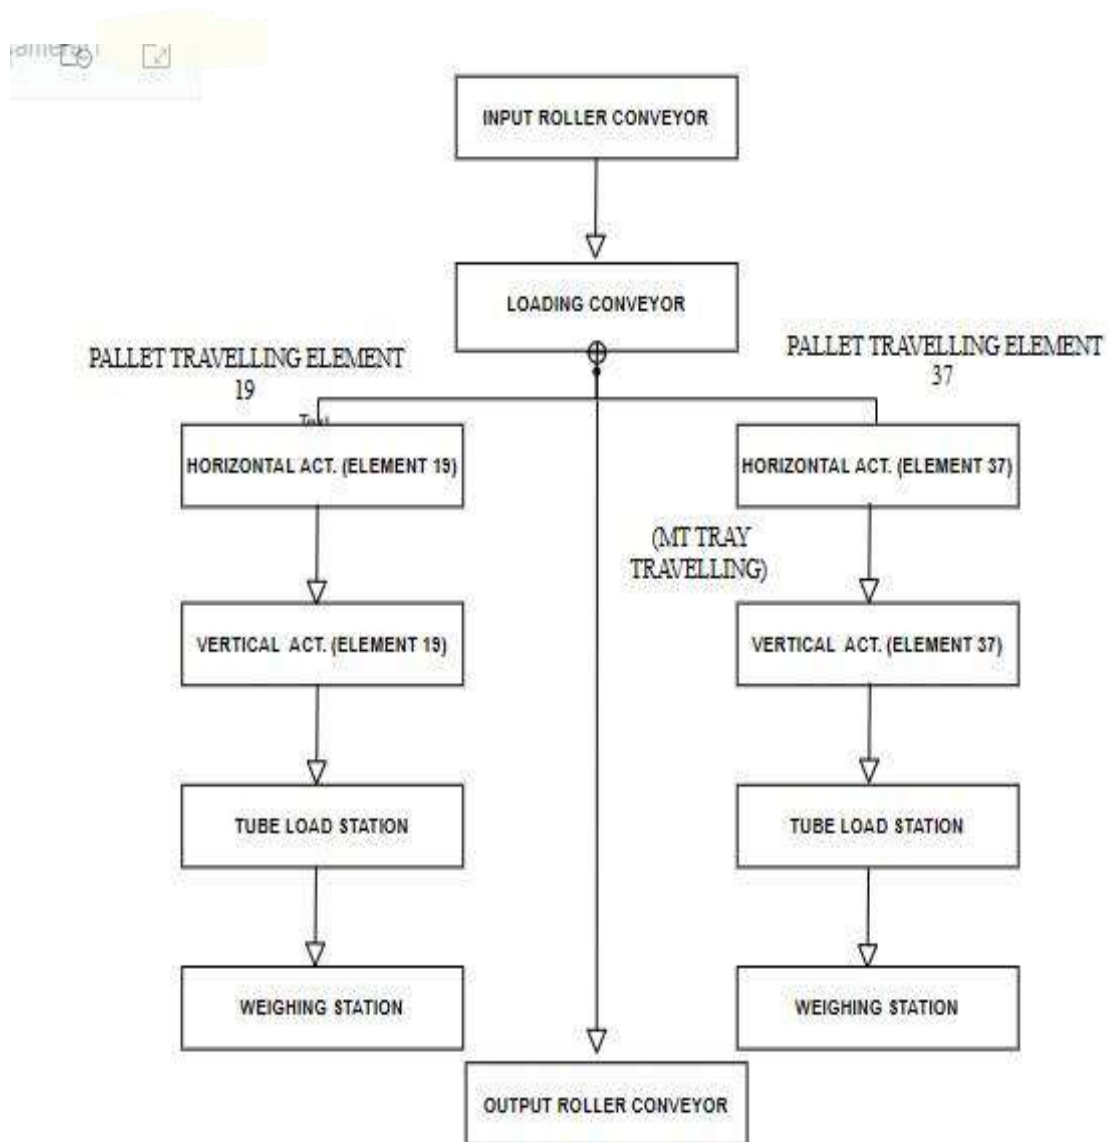 INPUT ROLLER CONVEYOR
LOADING CONVEYOR
PALLET TRAVELLING ELEMENT
19
PALLET TRAVELLING ELEMENT
37
HORIZONTAL ACT. (ELEMENT 19)
HORIZONTAL ACT. (ELEMENT 37)
(MT TRAY
TRAVELLING)
VERTICAL ACT. (ELEMENT 19)
VERTICAL ACT. (ELEMENT 37)
TUBE LOAD STATION
TUBE LOAD STATION
WEIGHING STATION
WEIGHING STATION
OUTPUT ROLLER CONVEYOR